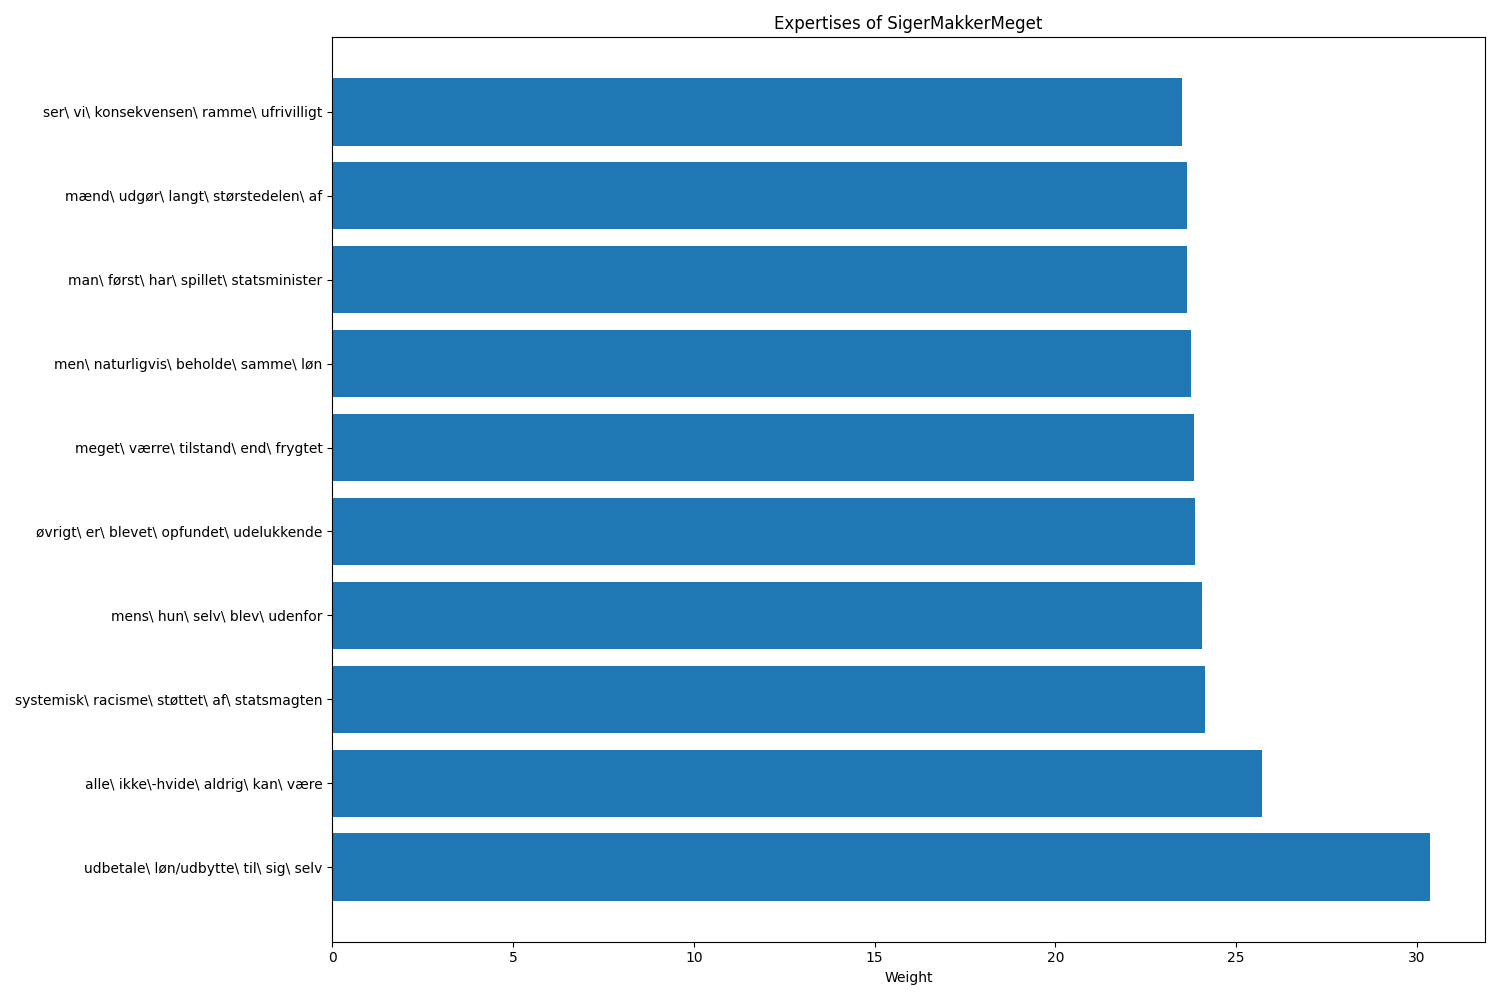 Expertises of SigerMakkerMeget
ser\ vi\ konsekvensen\ ramme\ ufrivilligt
mænd\ udgør\ langt\ størstedelen\ af
man\ først\ har\ spillet\ statsminister
men\ naturligvis\ beholde\ samme\ løn
meget\ værre\ tilstand\ end\ frygtet
øvrigt\ er\ blevet\ opfundet\ udelukkende
mens\ hun\ selv\ blev\ udenfor
systemisk\ racisme\ støttet\ af\ statsmagten
alle\ ikke\-hvide\ aldrig\ kan\ være
udbetale\ løn/udbytte\ til\ sig\ selv
0 5 10 15 20 25 30
Weight